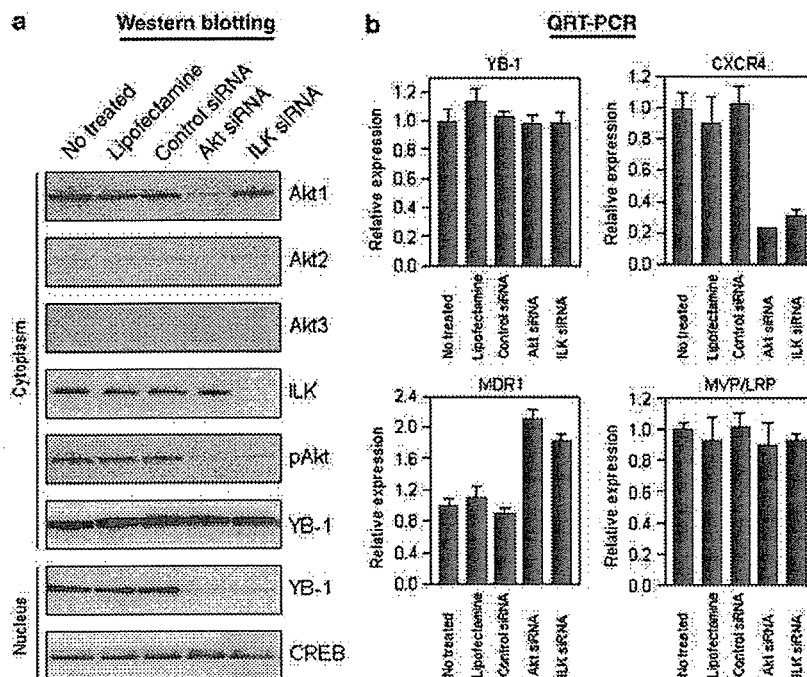 a
Western blotting
No treated
Lipofectamine
Control siRNA
Akt siRNA
ILK siRNA
Cytoplasm
Akt1
Akt2
Akt3
ILK
pAkt
YB-1
Nucleus
YB-1
CREB
b
QRT-PCR
YB-1
Relative expression
1.2
1.0
0.8
0.6
0.4
0.2
0.0
No treated
Lipofectamine
Control siRNA
Akt siRNA
ILK siRNA
CXCR4
Relative expression
1.2
1.0
0.8
0.6
0.4
0.2
0.0
No treated
Lipofectamine
Control siRNA
Akt siRNA
ILK siRNA
MDR1
Relative expression
2.4
2.0
1.6
1.2
0.8
0.4
0.0
No treated
Lipofectamine
Control siRNA
Akt siRNA
ILK siRNA
MVP/LRP
Relative expression
1.2
1.0
0.8
0.6
0.4
0.2
0.0
No treated
Lipofectamine
Control siRNA
Akt siRNA
ILK siRNA